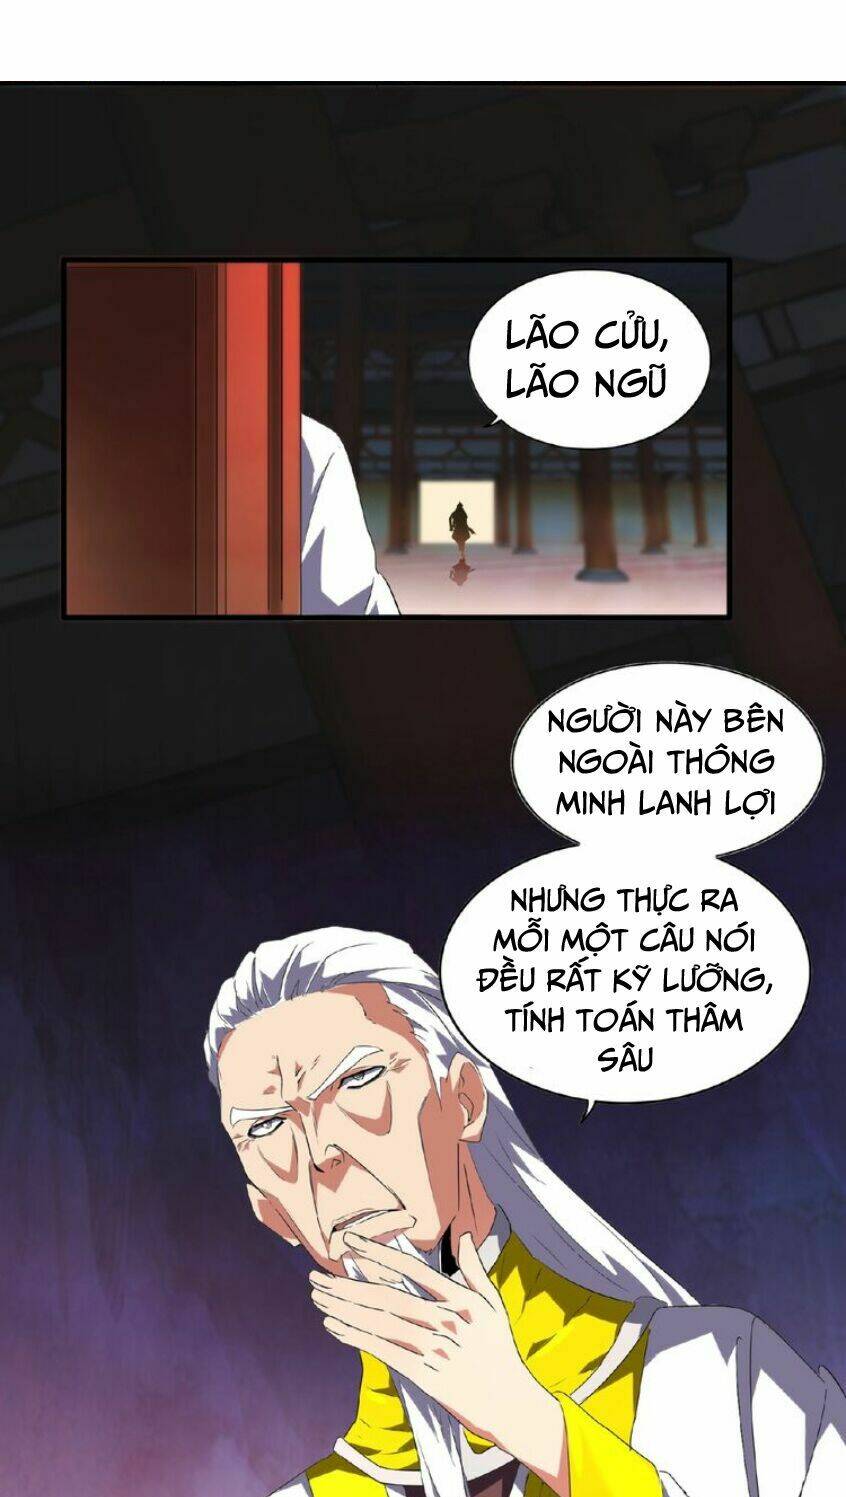 LÃO CỬU,
LÃO NGŨ
NGƯỜI NÀY BÊN
NGOÀI THÔNG
MINH LANH LỢI
NHƯNG THỰC RA
MỖI MỘT CÂU NÓI
ĐỀU RẤT KỸ LƯỠNG,
TÍNH TOÁN THÂM
SÂU